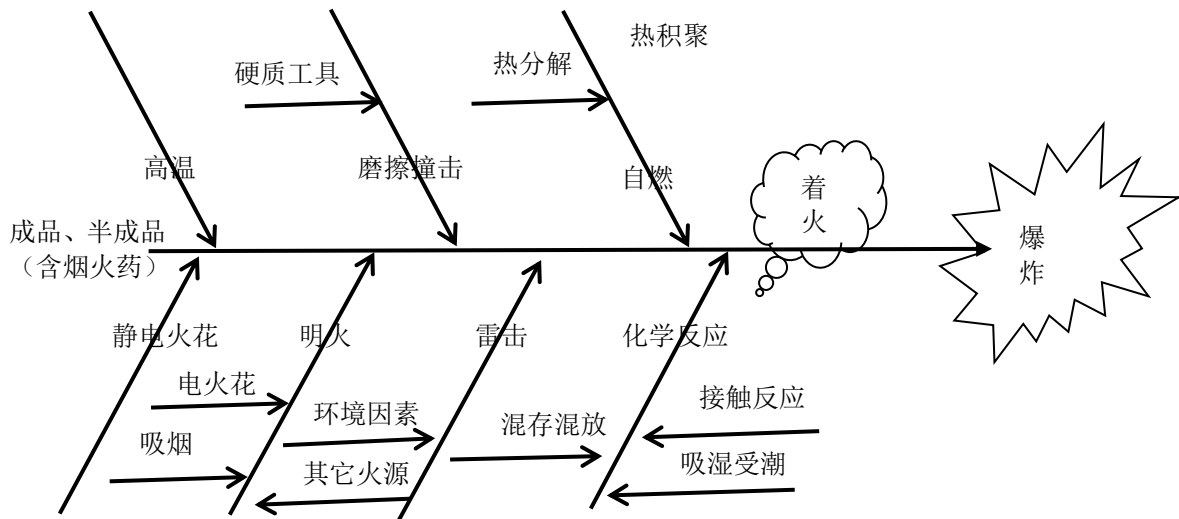 热积聚
热分解
硬质工具
高温
磨擦撞击
自燃
着
火
成品、半成品
（含烟火药）
爆
炸
静电火花
明火
雷击
化学反应
电火花
环境因素
混存混放
接触反应
吸烟
其它火源
吸湿受潮